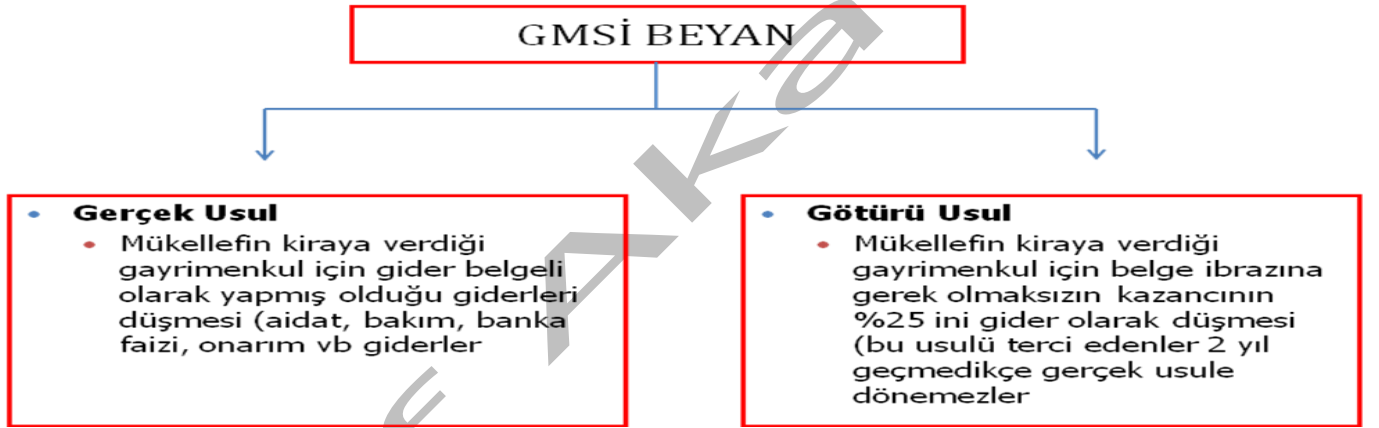 GMSİ BEYAN
• Gerçek Usul
• Mükellefin kiraya verdiği
gayrimenkul için gider belgeli
olarak yapmış olduğu giderleri
düşmesi (aidat, bakım, banka
faizi, onarım vb giderler
• Götürü Usul
• Mükellefin kiraya verdiği
gayrimenkul için belge ibrazına
gerek olmaksızın kazancının
%25 ini gider olarak düşmesi
(bu usulü terci edenler 2 yıl
geçmedikçe gerçek usule
dönemezler